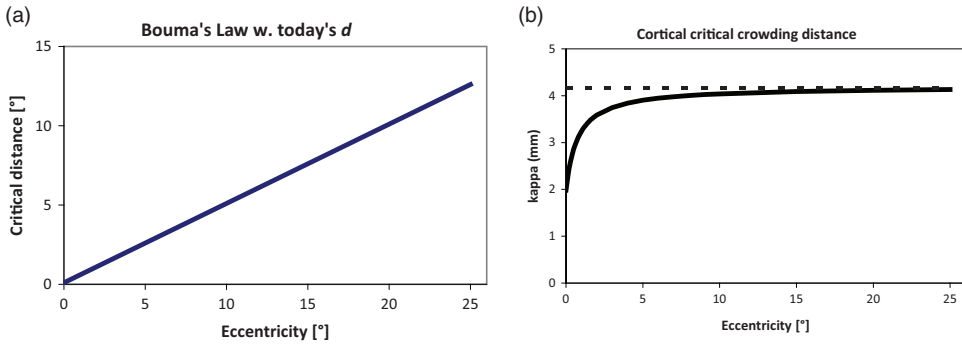 (a)
Bouma's Law w. today's d
15
10
5
0
Critical distance [°]
0 5 10 15 20 25
Eccentricity [°]
(b)
Cortical critical crowding distance
5
4
3
2
1
0
kappa (mm)
0 5 10 15 20 25
Eccentricity [°]